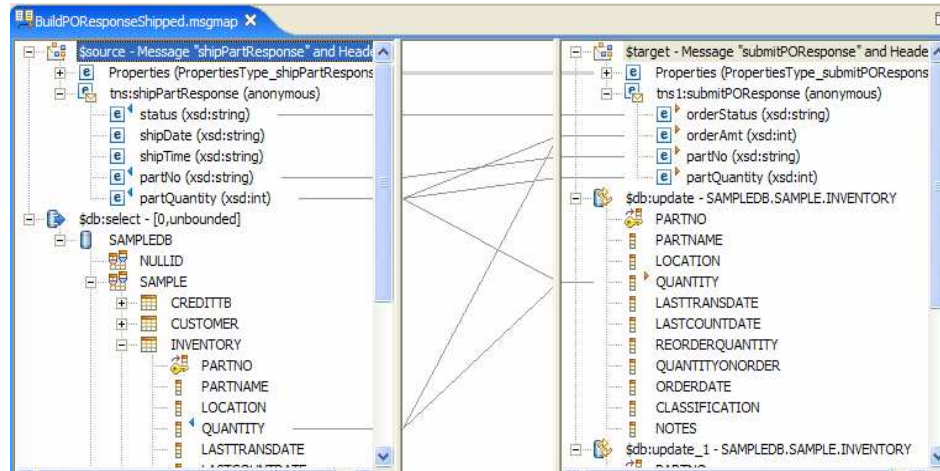 BuildPOResponseShipped.msgmap
$source - Message "shipPartResponse" and Heade
Properties (PropertiesType_shipPartRespons
tns:shipPartResponse (anonymous)
status (xsd:string)
shipDate (xsd:string)
shipTime (xsd:string)
partNo (xsd:string)
partQuantity (xsd:int)
$db:select - [0,unbounded]
SAMPLEDB
NULLID
SAMPLE
CREDITTB
CUSTOMER
INVENTORY
PARTNO
PARTNAME
LOCATION
QUANTITY
LASTTRANSDATE
LASTCOUNTDATE
$target - Message "submitPOResponse" and Heade
Properties (PropertiesType_submitPORespons
tns1:submitPOResponse (anonymous)
orderStatus (xsd:string)
orderAmt (xsd:int)
partNo (xsd:string)
partQuantity (xsd:int)
$db:update - SAMPLEDB.SAMPLE.INVENTORY
PARTNO
PARTNAME
LOCATION
QUANTITY
LASTTRANSDATE
LASTCOUNTDATE
REORDERQUANTITY
QUANTITYONORDER
ORDERDATE
CLASSIFICATION
NOTES
$db:update_1 - SAMPLEDB.SAMPLE.INVENTORY
PARTNO